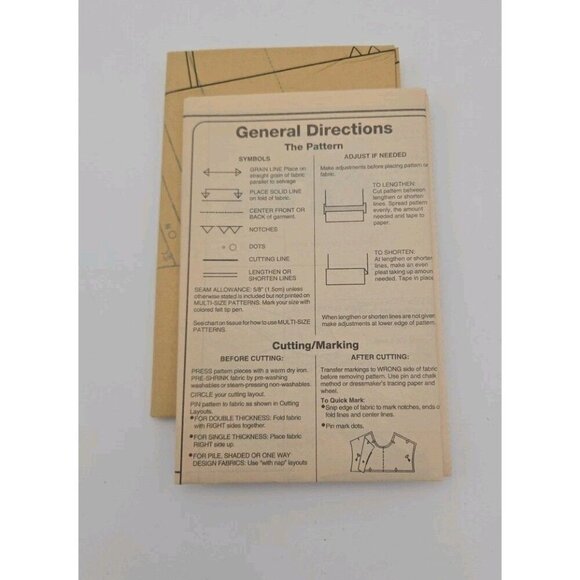 General Directions
The Pattern
SYMBOLS
GRAIN LINE Place on
straight grain of fabric
parallel to selvage
PLACE SOLID LINE
on fold of fabric.
CENTER FRONT OR
BACK of garment.
NOTCHES
DOTS
CUTTING LINE
LENGTHEN OR
SHORTEN LINES
SEAM ALLOWANCE: 5/8" (1.5cm) unless
otherwise stated is included but not printed on
MULTI-SIZE PATTERNS. Mark your size with
colored felt tip pen.
See chart on tissue for how to use MULTI-SIZE
PATTERNS.
ADJUST IF NEEDED
Make adjustments before placing pattern
fabric.
TO LENGTHEN:
Cut pattern between
lengthen or shorten
lines. Spread pattern
evenly, the amount
needed and tape to
paper.
TO SHORTEN:
At lengthen or shorten
lines, make an even
pleat taking up amount
needed. Tape in place
When lengthen or shorten lines are not given,
make adjustments at lower edge of pattern.
Cutting/Marking
BEFORE CUTTING:
PRESS pattern pieces with a warm dry iron.
PRE-SHRINK fabric by pre-washing
washables or steam-pressing non-washables.
CIRCLE your cutting layout.
PIN pattern to fabric as shown in Cutting
Layouts.
•FOR DOUBLE THICKNESS: Fold fabric
with RIGHT sides together.
•FOR SINGLE THICKNESS: Place fabric
RIGHT side up.
•FOR PILE, SHADED OR ONE WAY
DESIGN FABRICS: Use "with nap" layouts
AFTER CUTTING:
Transfer markings to WRONG side of fabric
before removing pattern. Use pin and chalk
method or dressmaker's tracing paper and
wheel.
To Quick Mark:
•Snip edge of fabric to mark notches, ends
fold lines and center lines.
•Pin mark dots.